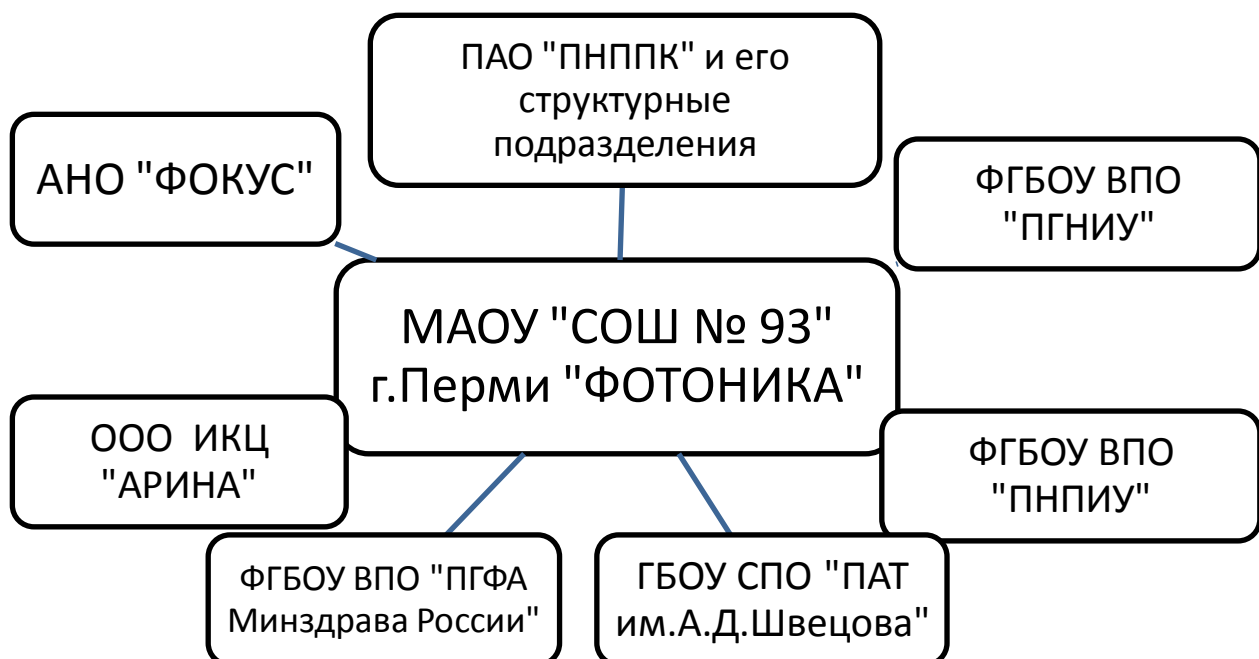 ПАО "ПНППК" и его
структурные
подразделения
АНО "ФОКУС"
ФГБОУ ВПО
"ПГНИУ"
МАОУ "СОШ № 93"
г.Перми "ФОТОНИКА"
ООО  ИКЦ
"АРИНА"
ФГБОУ ВПО
"ПНПИУ"
ФГБОУ ВПО "ПГФА
Минздрава России"
ГБОУ СПО "ПАТ
им.А.Д.Швецова"